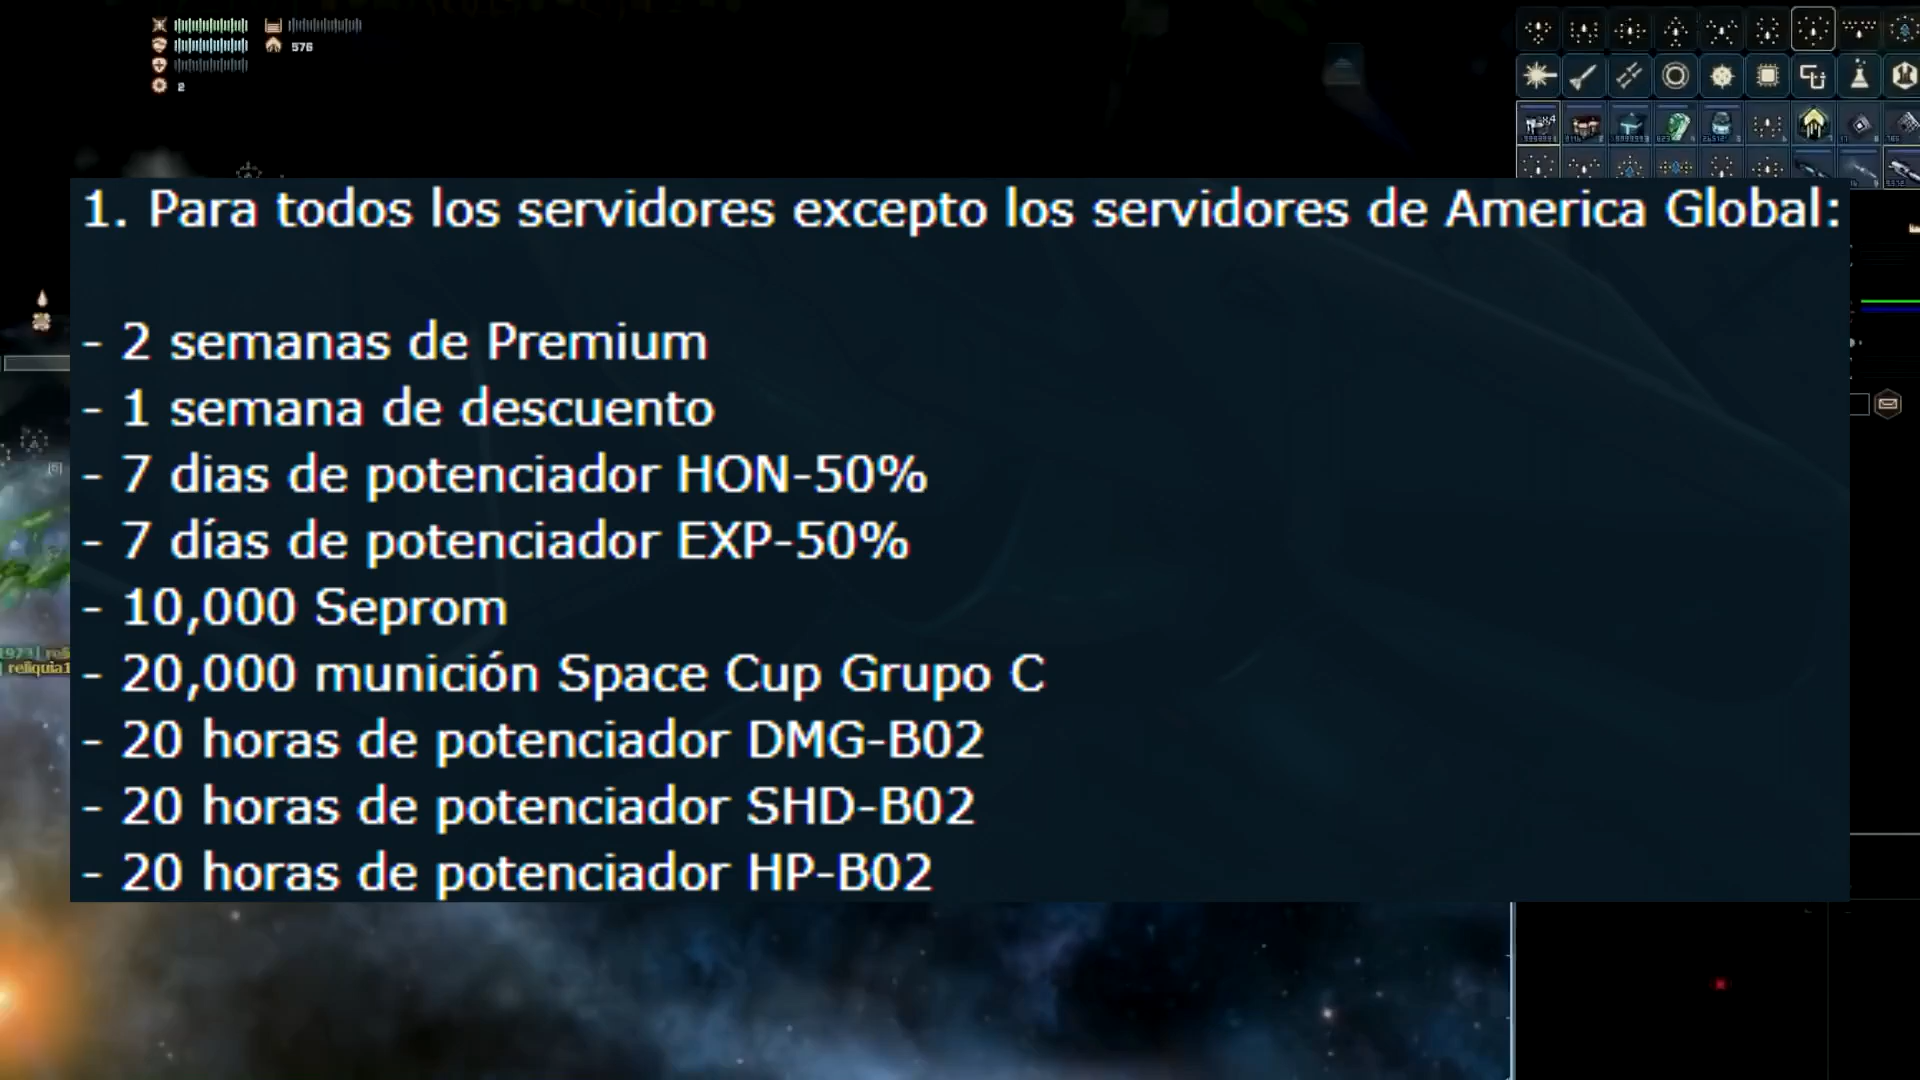 576
2
1. Para todos los servidores excepto los servidores de America Global:
- 2 semanas de Premium
- 1 semana de descuento
- 7 dias de potenciador HON-50%
- 7 días de potenciador EXP-50%
- 10,000 Seprom
- 20,000 munición Space Cup Grupo C
- 20 horas de potenciador DMG-B02
- 20 horas de potenciador SHD-B02
- 20 horas de potenciador HP-B02
reliquia1